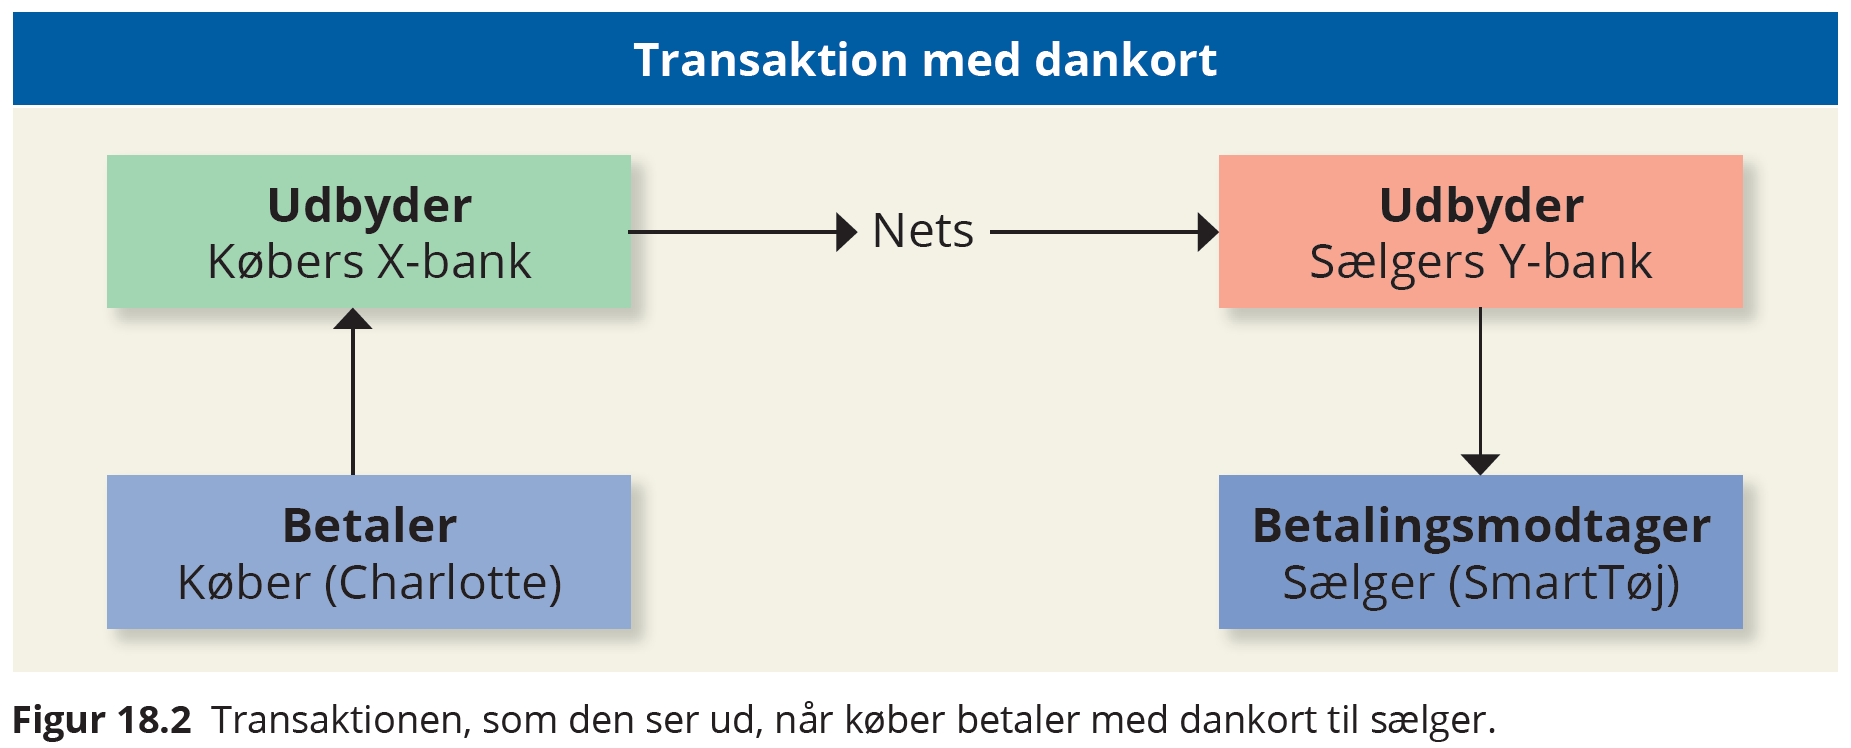 Transaktion med dankort
Udbyder
Købers X-bank
Nets
Udbyder
Sælgers Y-bank
Betaler
Køber (Charlotte)
Betalingsmodtager
Sælger (SmartTøj)
Figur 18.2 Transaktionen, som den ser ud, når køber betaler med dankort til sælger.